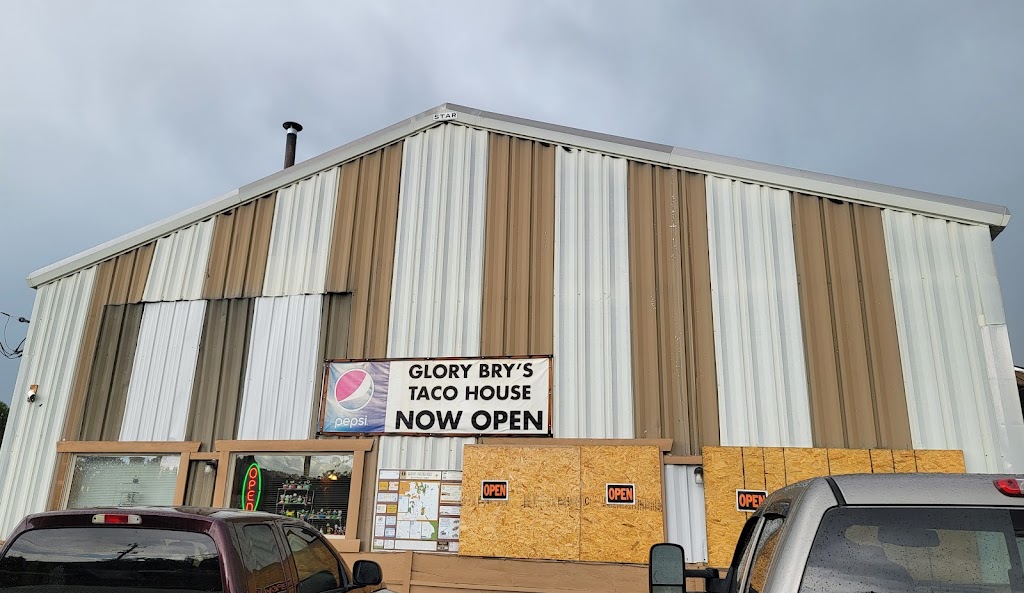 STAR
GLORY BRY'S
TACO HOUSE
NOW OPEN
pepsi
OPEN
OPEN
OPEN
OPEN